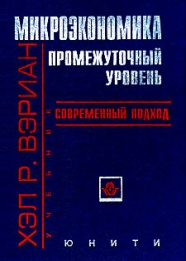 МИКРОЭКОНОМИКА
ПРОМЕЖУТОЧНЫЙ
УРОВЕНЬ
СОВРЕМЕННЫЙ ПОДХОД
ХЭЛ Р. ВЭРИАН
УЧЕБНИК
ЮНИТИ